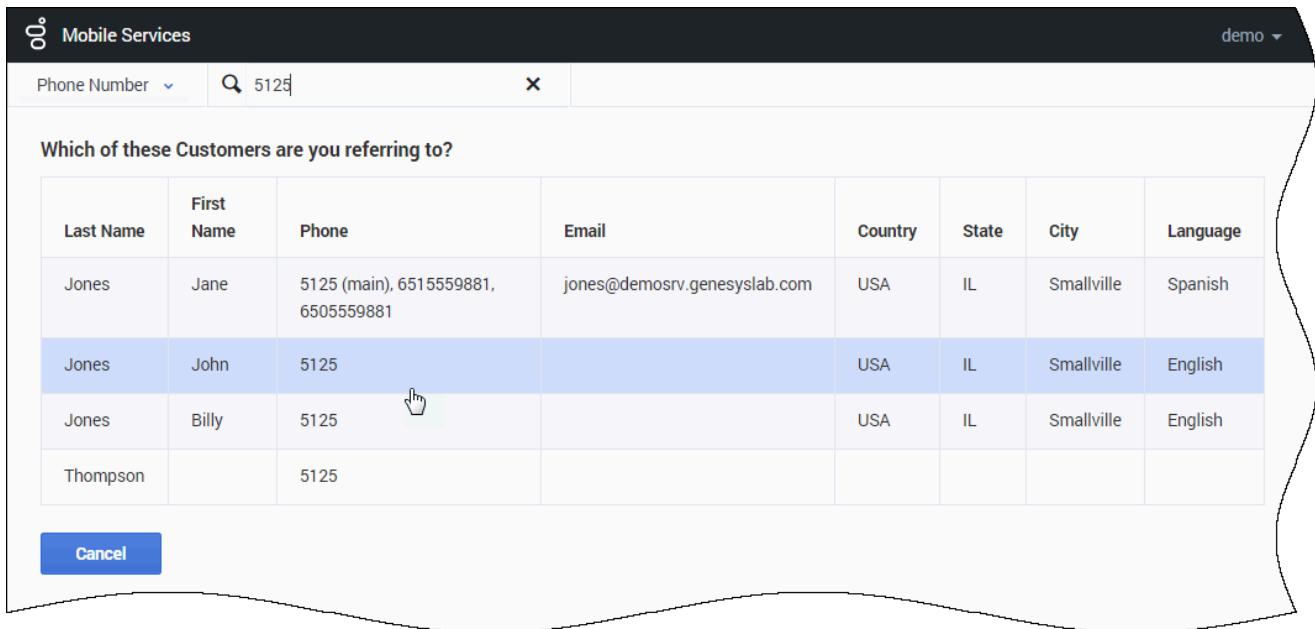 Mobile Services demo
Phone Number 5125
Which of these Customers are you referring to?
Last Name First Name Phone Email Country State City Language
Jones Jane 5125 (main), 6515559881, jones@demosrv.genesyslab.com USA IL Smallville Spanish
6505559881
Jones John 5125 USA IL Smallville English
Jones Billy 5125 USA IL Smallville English
Thompson 5125
Cancel